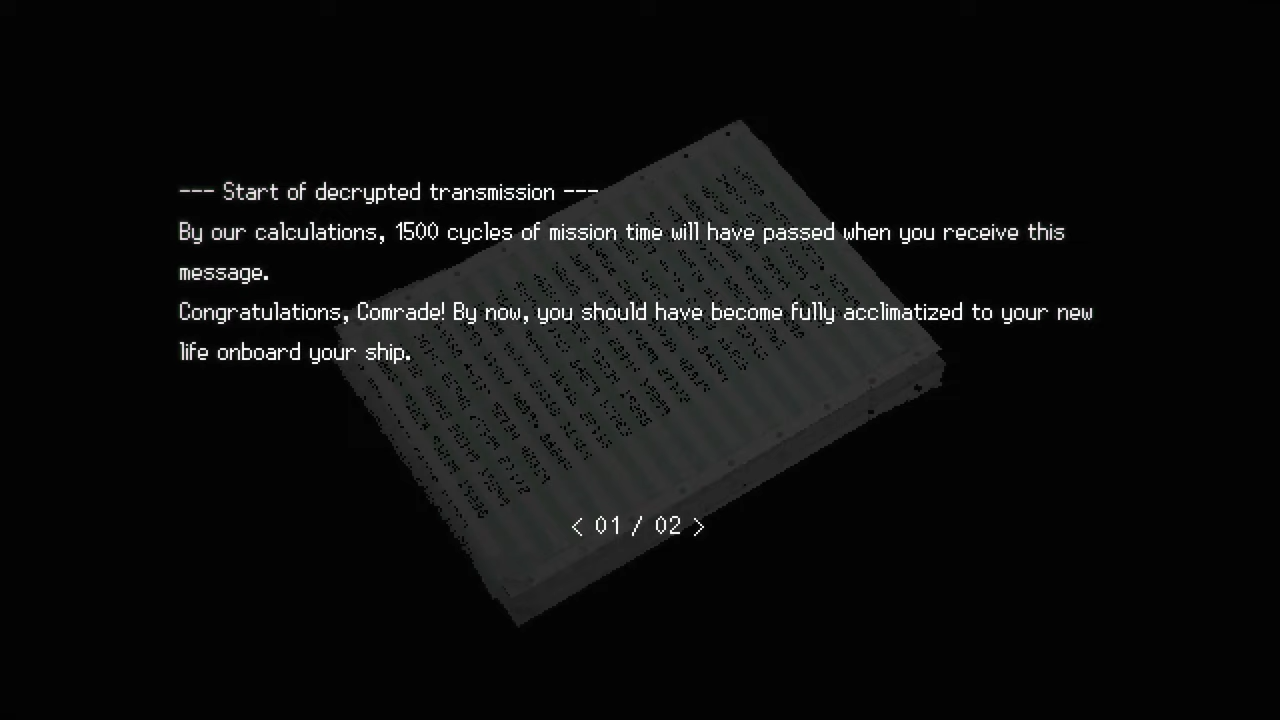 --- Start of decrypted transmission ---
By our calculations, 1500 cycles of mission time will have passed when you receive this
message.
Congratulations, Comrade! By now, you should have become fully acclimatized to your new
life onboard your ship.
< 01 / 02 >